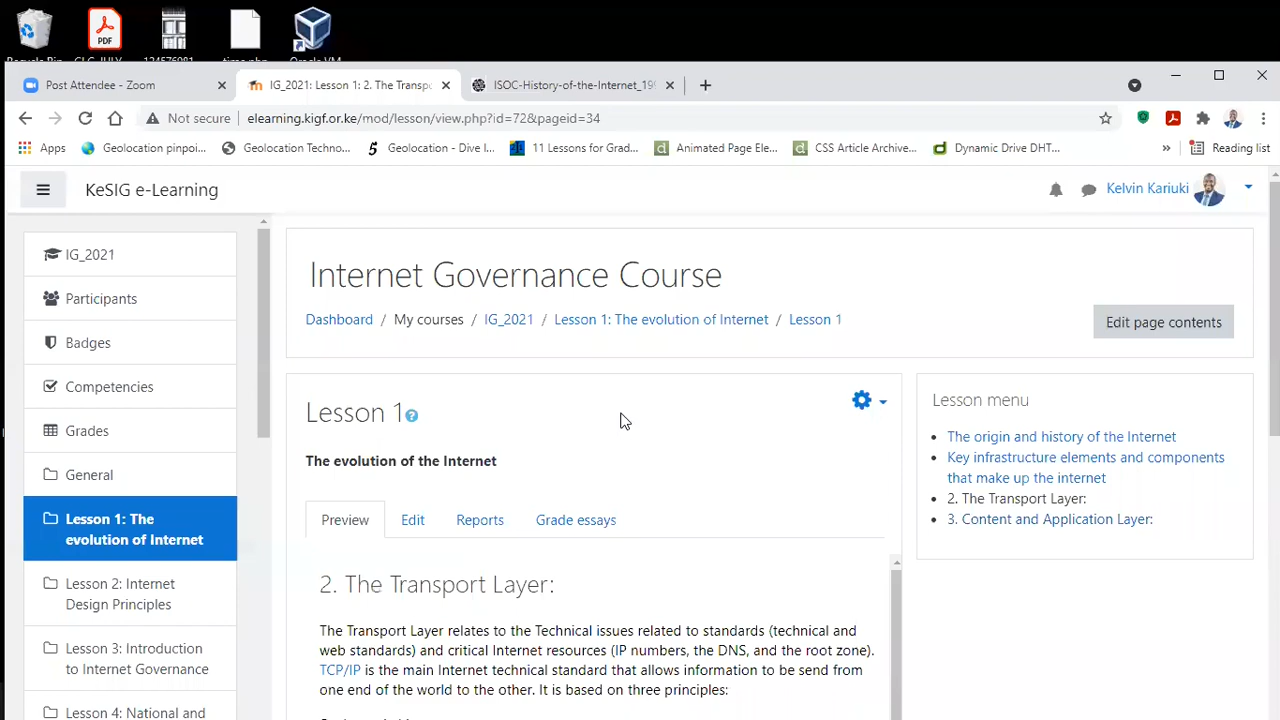 PDF
Post Attendee - Zoom
IG_2021: Lesson 1: 2. The Transp
ISOC-History-of-the-Internet_199
Not secure
elearning.kigf.or.ke/mod/lesson/view.php?id=72&pageid=34
Apps
Geolocation pinpoi...
Geolocation Techno...
Geolocation - Dive I...
11 Lessons for Grad...
Animated Page Ele...
CSS Article Archive...
Dynamic Drive DHT...
»
Reading list
KeSIG e-Learning
Kelvin Kariuki
IG_2021
Participants
Badges
Competencies
Grades
General
Lesson 1: The
evolution of Internet
Lesson 2: Internet
Design Principles
Lesson 3: Introduction
to Internet Governance
Lesson 4: National and
Internet Governance Course
Dashboard / My courses / IG_2021 / Lesson 1: The evolution of Internet / Lesson 1
Edit page contents
Lesson 1
The evolution of the Internet
Preview
Edit
Reports
Grade essays
2. The Transport Layer:
The Transport Layer relates to the Technical issues related to standards (technical and
web standards) and critical Internet resources (IP numbers, the DNS, and the root zone).
TCP/IP is the main Internet technical standard that allows information to be send from
one end of the world to the other. It is based on three principles:
Lesson menu
The origin and history of the Internet
Key infrastructure elements and components
that make up the internet
2. The Transport Layer:
3. Content and Application Layer: